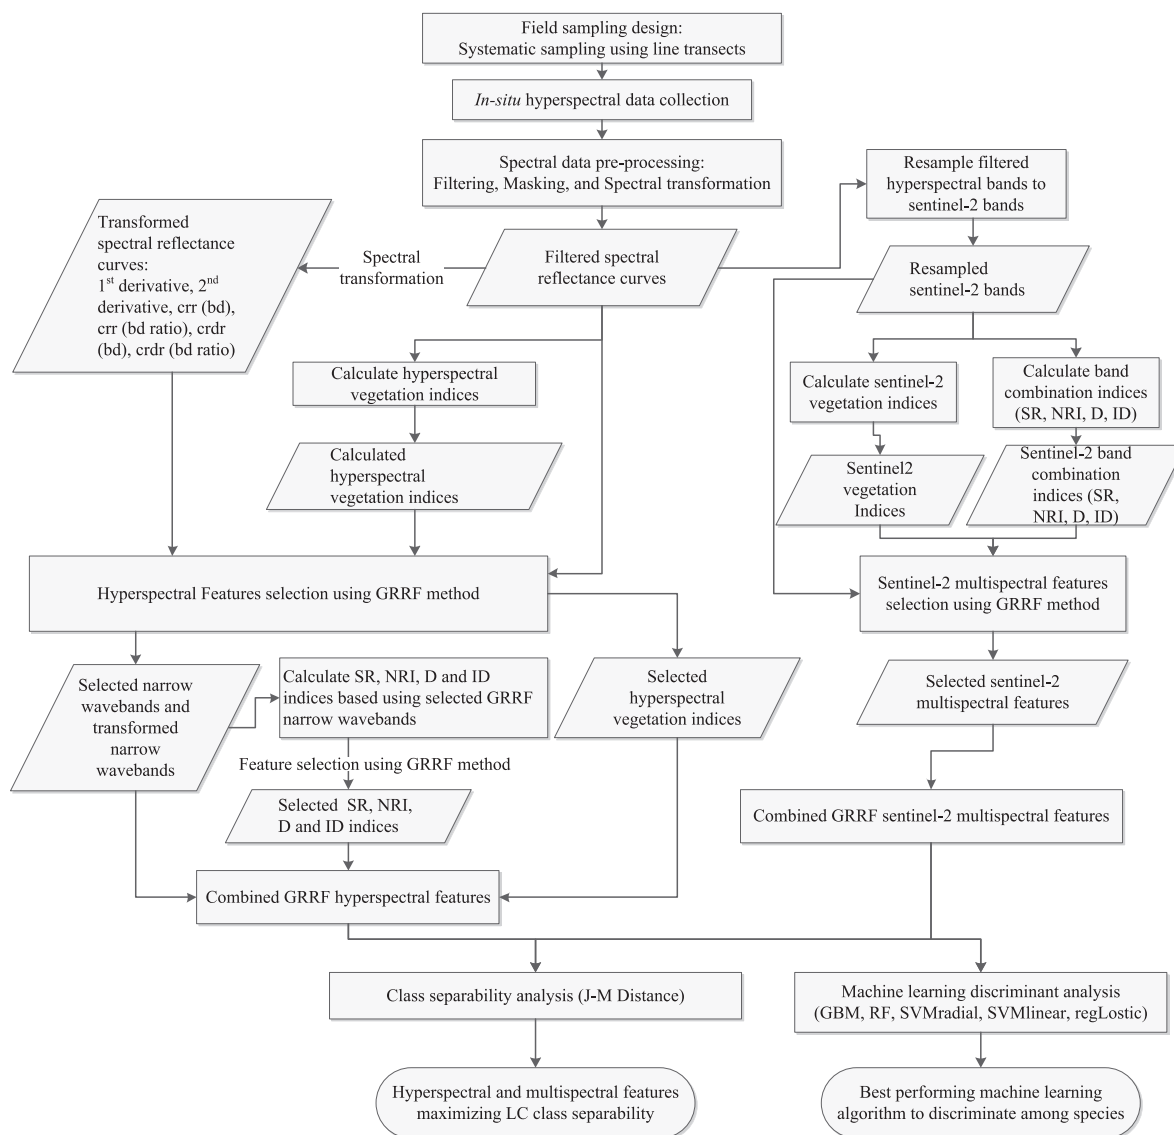 Field sampling design:
Systematic sampling using line transects
In-situ hyperspectral data collection
Spectral data pre-processing:
Filtering, Masking, and Spectral transformation
Resample filtered
hyperspectral bands to
sentinel-2 bands
Transformed
spectral reflectance
curves:
1st derivative, 2nd
derivative, crr (bd),
crr (bd ratio), crdr
(bd), crdr (bd ratio)
Spectral
transformation
Filtered spectral
reflectance curves
Resampled
sentinel-2 bands
Calculate hyperspectral
vegetation indices
Calculate sentinel-2
vegetation indices
Calculate band
combination indices
(SR, NRI, D, ID)
Calculated
hyperspectral
vegetation indices
Sentinel2
vegetation
Indices
Sentinel-2 band
combination
indices (SR,
NRI, D, ID)
Hyperspectral Features selection using GRRF method
Sentinel-2 multispectral features
selection using GRRF method
Selected narrow
wavebands and
transformed
narrow
wavebands
Calculate SR, NRI, D and ID
indices based using selected GRRF
narrow wavebands
Selected
hyperspectral
vegetation indices
Selected sentinel-2
multispectral features
Feature selection using GRRF method
Selected SR, NRI,
D and ID indices
Combined GRRF sentinel-2 multispectral features
Combined GRRF hyperspectral features
Class separability analysis (J-M Distance)
Machine learning discriminant analysis
(GBM, RF, SVMradial, SVMlinear, regLostic)
Hyperspectral and multispectral features
maximizing LC class separability
Best performing machine learning
algorithm to discriminate among species